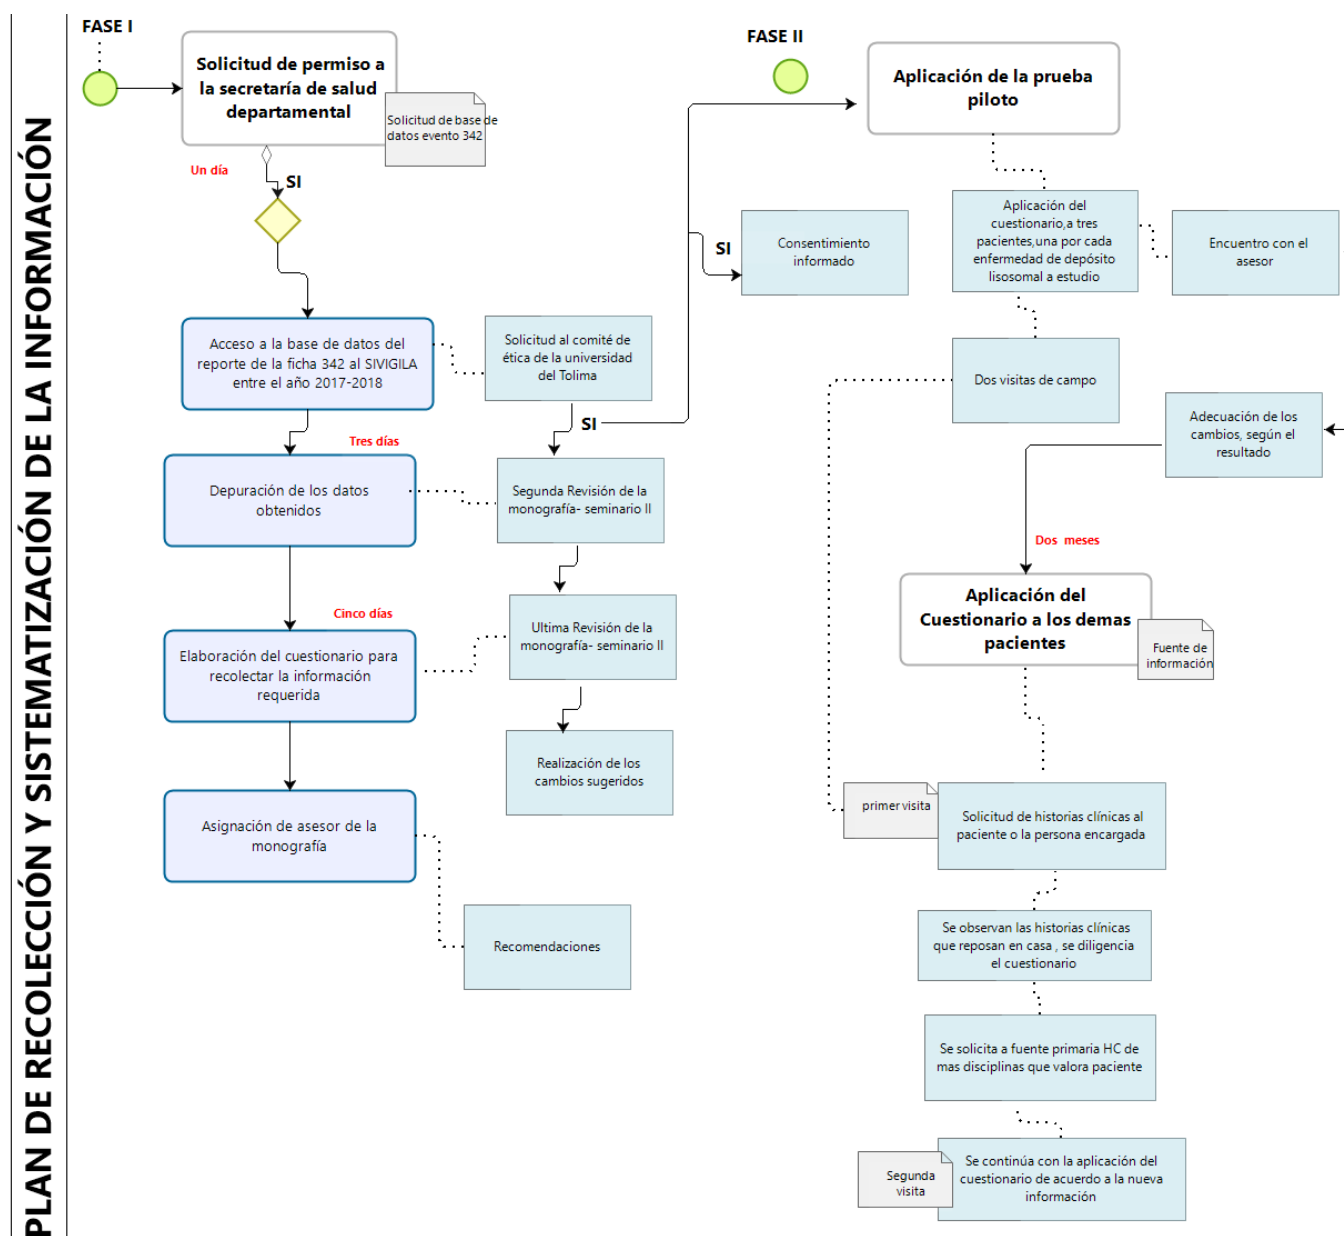 PLAN DE RECOLECCIÓN Y SISTEMATIZACIÓN DE LA INFORMACIÓN
FASE I
Solicitud de permiso a
la secretaría de salud
departamental
Solicitud de base de
datos evento 342
Un día
SI
Acceso a la base de datos del
reporte de la ficha 342 al SIVIGILA
entre el año 2017-2018
Solicitud al comité de
ética de la universidad
del Tolima
SI
Tres días
Depuración de los datos
obtenidos
Segunda Revisión de la
monografía- seminario II
Cinco días
Elaboración del cuestionario para
recolectar la información
requerida
Ultima Revisión de la
monografía- seminario II
Realización de los
cambios sugeridos
Asignación de asesor de la
monografía
Recomendaciones
FASE II
Aplicación de la prueba
piloto
SI
Consentimiento
informado
Aplicación del
cuestionario,a tres
pacientes,una por cada
enfermedad de depósito
lisosomal a estudio
Encuentro con el
asesor
Dos visitas de campo
Adecuación de los
cambios, según el
resultado
Dos meses
Aplicación del
Cuestionario a los demas
pacientes
Fuente de
información
primer visita
Solicitud de historias clínicas al
paciente o la persona encargada
Se observan las historias clínicas
que reposan en casa , se diligencia
el cuestionario
Se solicita a fuente primaria HC de
mas disciplinas que valora paciente
Segunda
visita
Se continúa con la aplicación del
cuestionario de acuerdo a la nueva
información